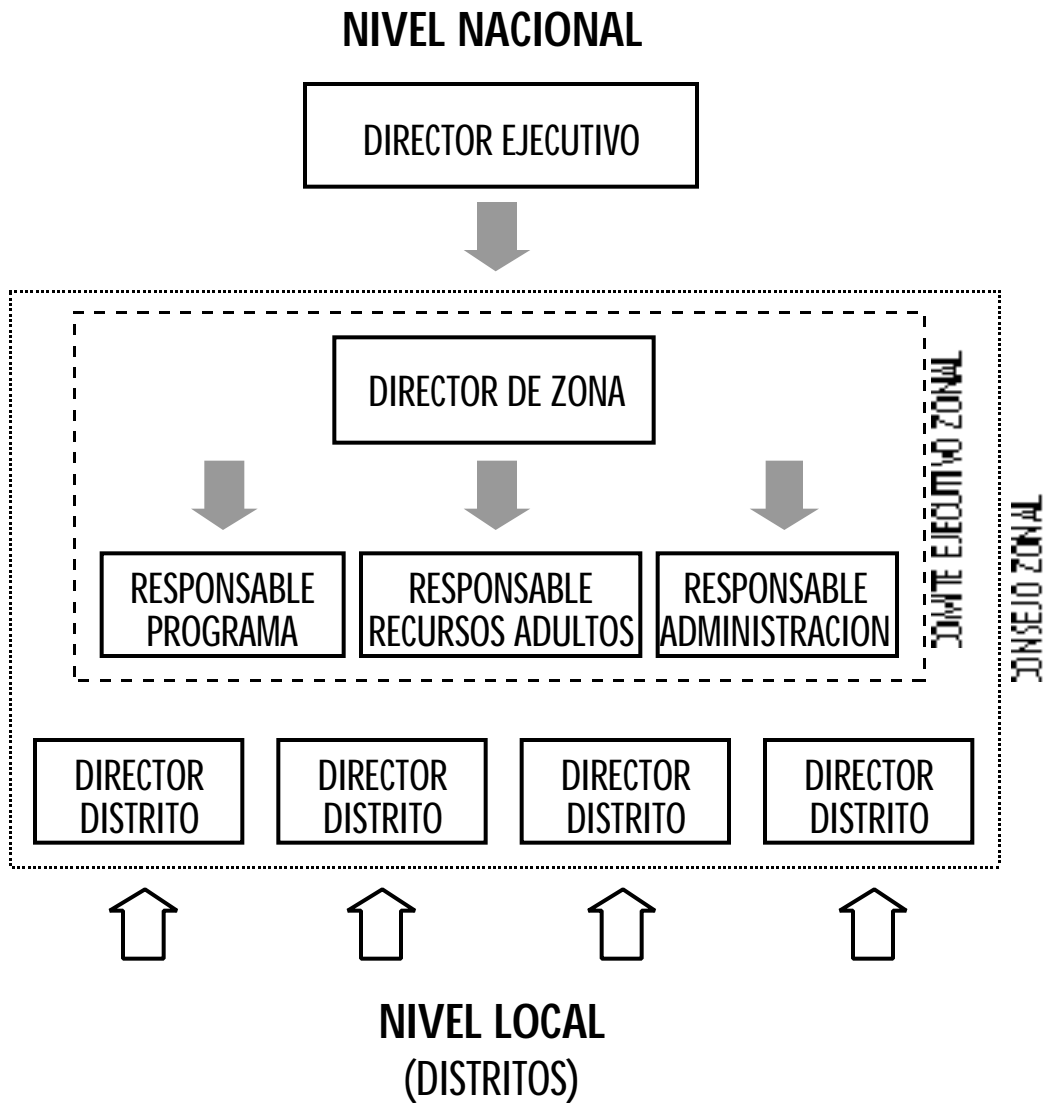 NIVEL NACIONAL
DIRECTOR EJECUTIVO
DIRECTOR DE ZONA
RESPONSABLE
PROGRAMA
RESPONSABLE
RECURSOS ADULTOS
RESPONSABLE
ADMINISTRACION
COMITE EJECUTIVO ZONAL
CONSEJO ZONAL
DIRECTOR
DISTRITO
DIRECTOR
DISTRITO
DIRECTOR
DISTRITO
DIRECTOR
DISTRITO
NIVEL LOCAL
(DISTRITOS)